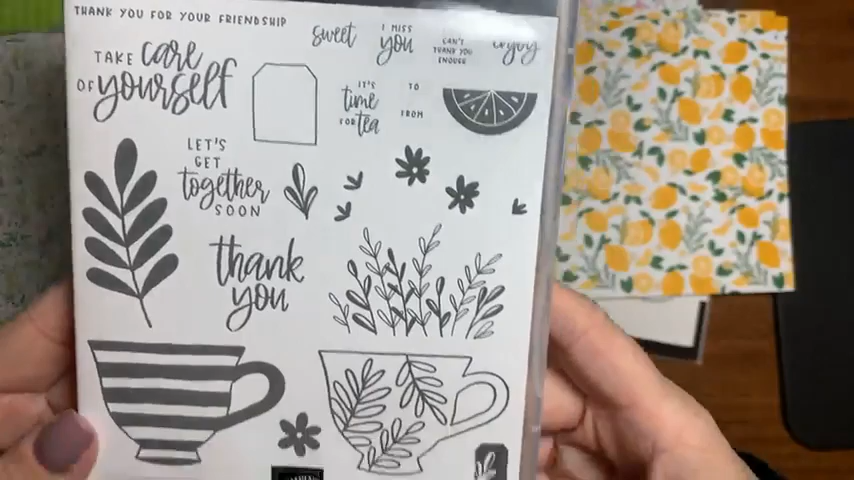 THANK YOU FOR YOUR FRIENDSHIP
sweet
I MISS
you
CAN'T
THANK YOU
ENOUGH
enjoy
TAKE care
OF yourself
IT'S
time
FOR tea
TO
FROM
LET'S
GET
together
SOON
thank
you